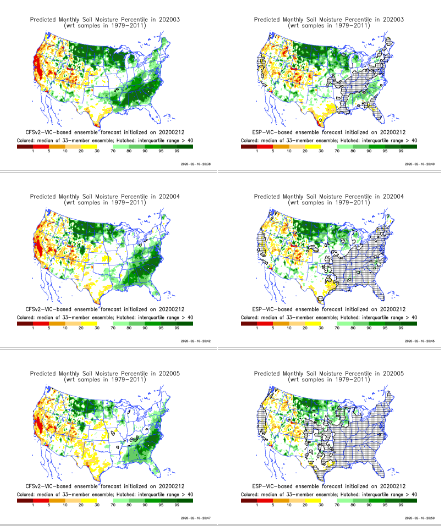 Predicted Monthly Soil Moisture Percentile in 202003
(wrt samples in 1979-2011)
CFSv2-VIC-based ensemble forecast initialized on 20200212
Colored: median of 33-member ensemble; Hatched: interquartile range > 40
Predicted Monthly Soil Moisture Percentile in 202003
(wrt samples in 1979-2011)
ESP-VIC-based ensemble forecast initialized on 20200212
Colored: median of 33-member ensemble; Hatched: interquartile range > 40
Predicted Monthly Soil Moisture Percentile in 202004
(wrt samples in 1979-2011)
CFSv2-VIC-based ensemble forecast initialized on 20200212
Colored: median of 33-member ensemble; Hatched: interquartile range > 40
Predicted Monthly Soil Moisture Percentile in 202004
(wrt samples in 1979-2011)
ESP-VIC-based ensemble forecast initialized on 20200212
Colored: median of 33-member ensemble; Hatched: interquartile range > 40
Predicted Monthly Soil Moisture Percentile in 202005
(wrt samples in 1979-2011)
CFSv2-VIC-based ensemble forecast initialized on 20200212
Colored: median of 33-member ensemble; Hatched: interquartile range > 40
Predicted Monthly Soil Moisture Percentile in 202005
(wrt samples in 1979-2011)
ESP-VIC-based ensemble forecast initialized on 20200212
Colored: median of 33-member ensemble; Hatched: interquartile range > 40